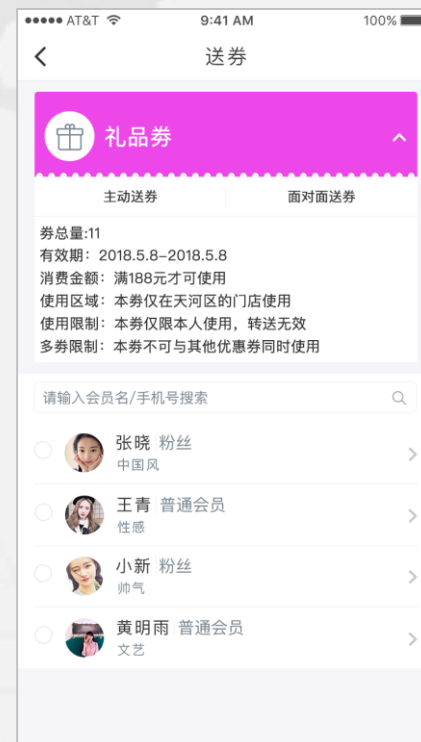 AT&T 9:41 AM 100%
送券
礼品券
主动送券 面对面送券
券总量:11
有效期：2018.5.8-2018.5.8
消费金额：满188元才可使用
使用区域：本券仅在天河区的门店使用
使用限制：本券仅限本人使用，转送无效
多券限制：本券不可与其他优惠券同时使用
请输入会员名/手机号搜索
张晓 粉丝
中国风
王青 普通会员
性感
小新 粉丝
帅气
黄明雨 普通会员
文艺